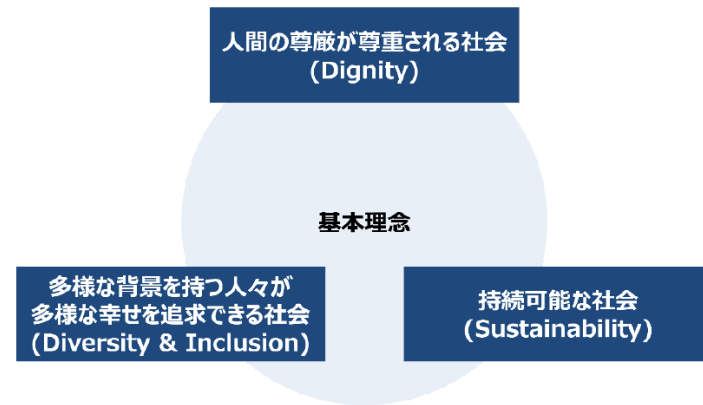 人間の尊厳が尊重される社会
(Dignity)
基本理念
多様な背景を持つ人々が
多様な幸せを追求できる社会
(Diversity & Inclusion)
持続可能な社会
(Sustainability)